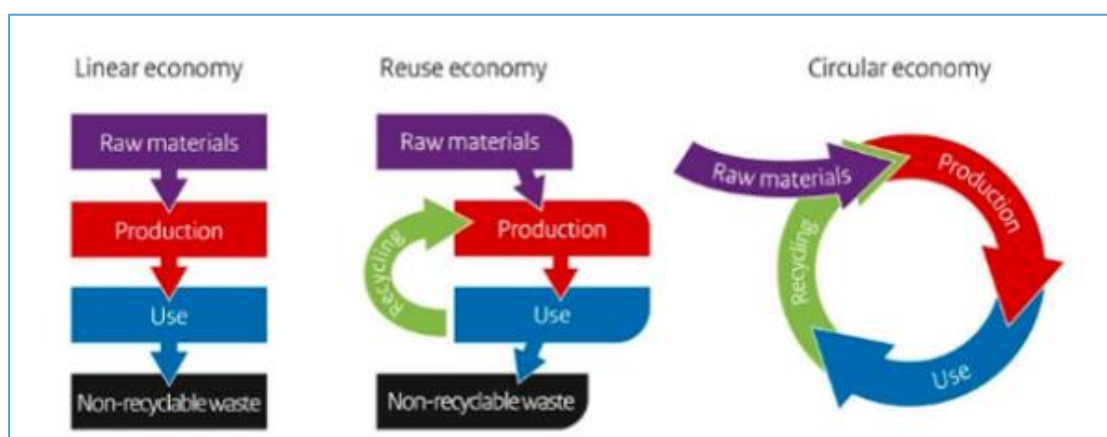 Linear economy
Raw materials
Production
Use
Non-recyclable waste
Reuse economy
Raw materials
Production
Recycling
Use
Non-recyclable waste
Circular economy
Raw materials
Production
Use
Recycling